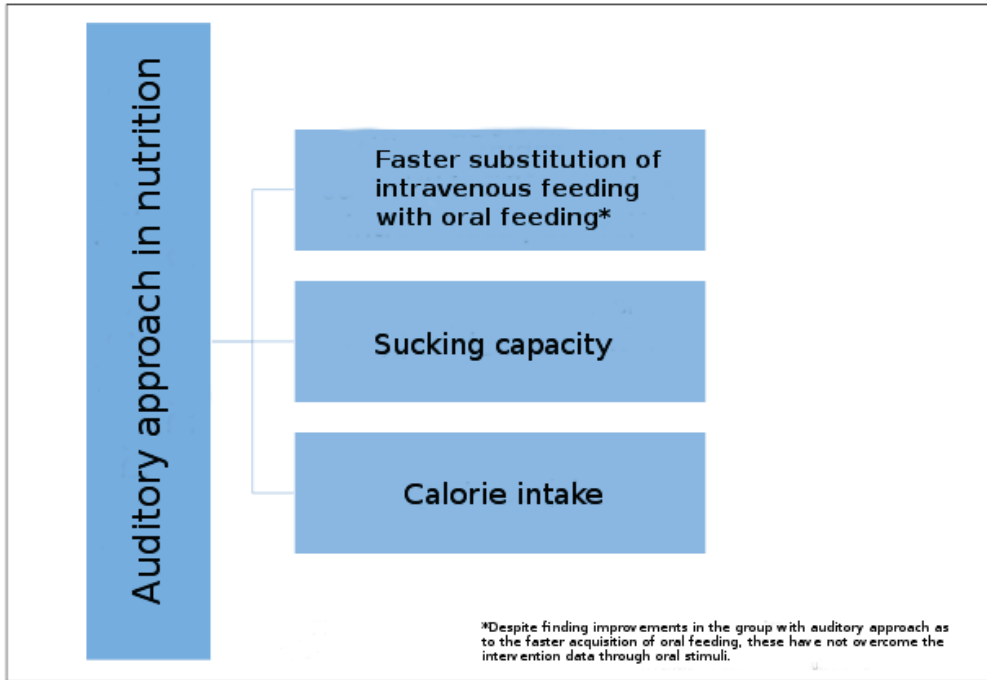 Auditory approach in nutrition
Faster substitution of
intravenous feeding
with oral feeding*
Sucking capacity
Calorie intake
*Despite finding improvements in the group with auditory approach as
to the faster acquisition of oral feeding, these have not overcome the
intervention data through oral stimuli.